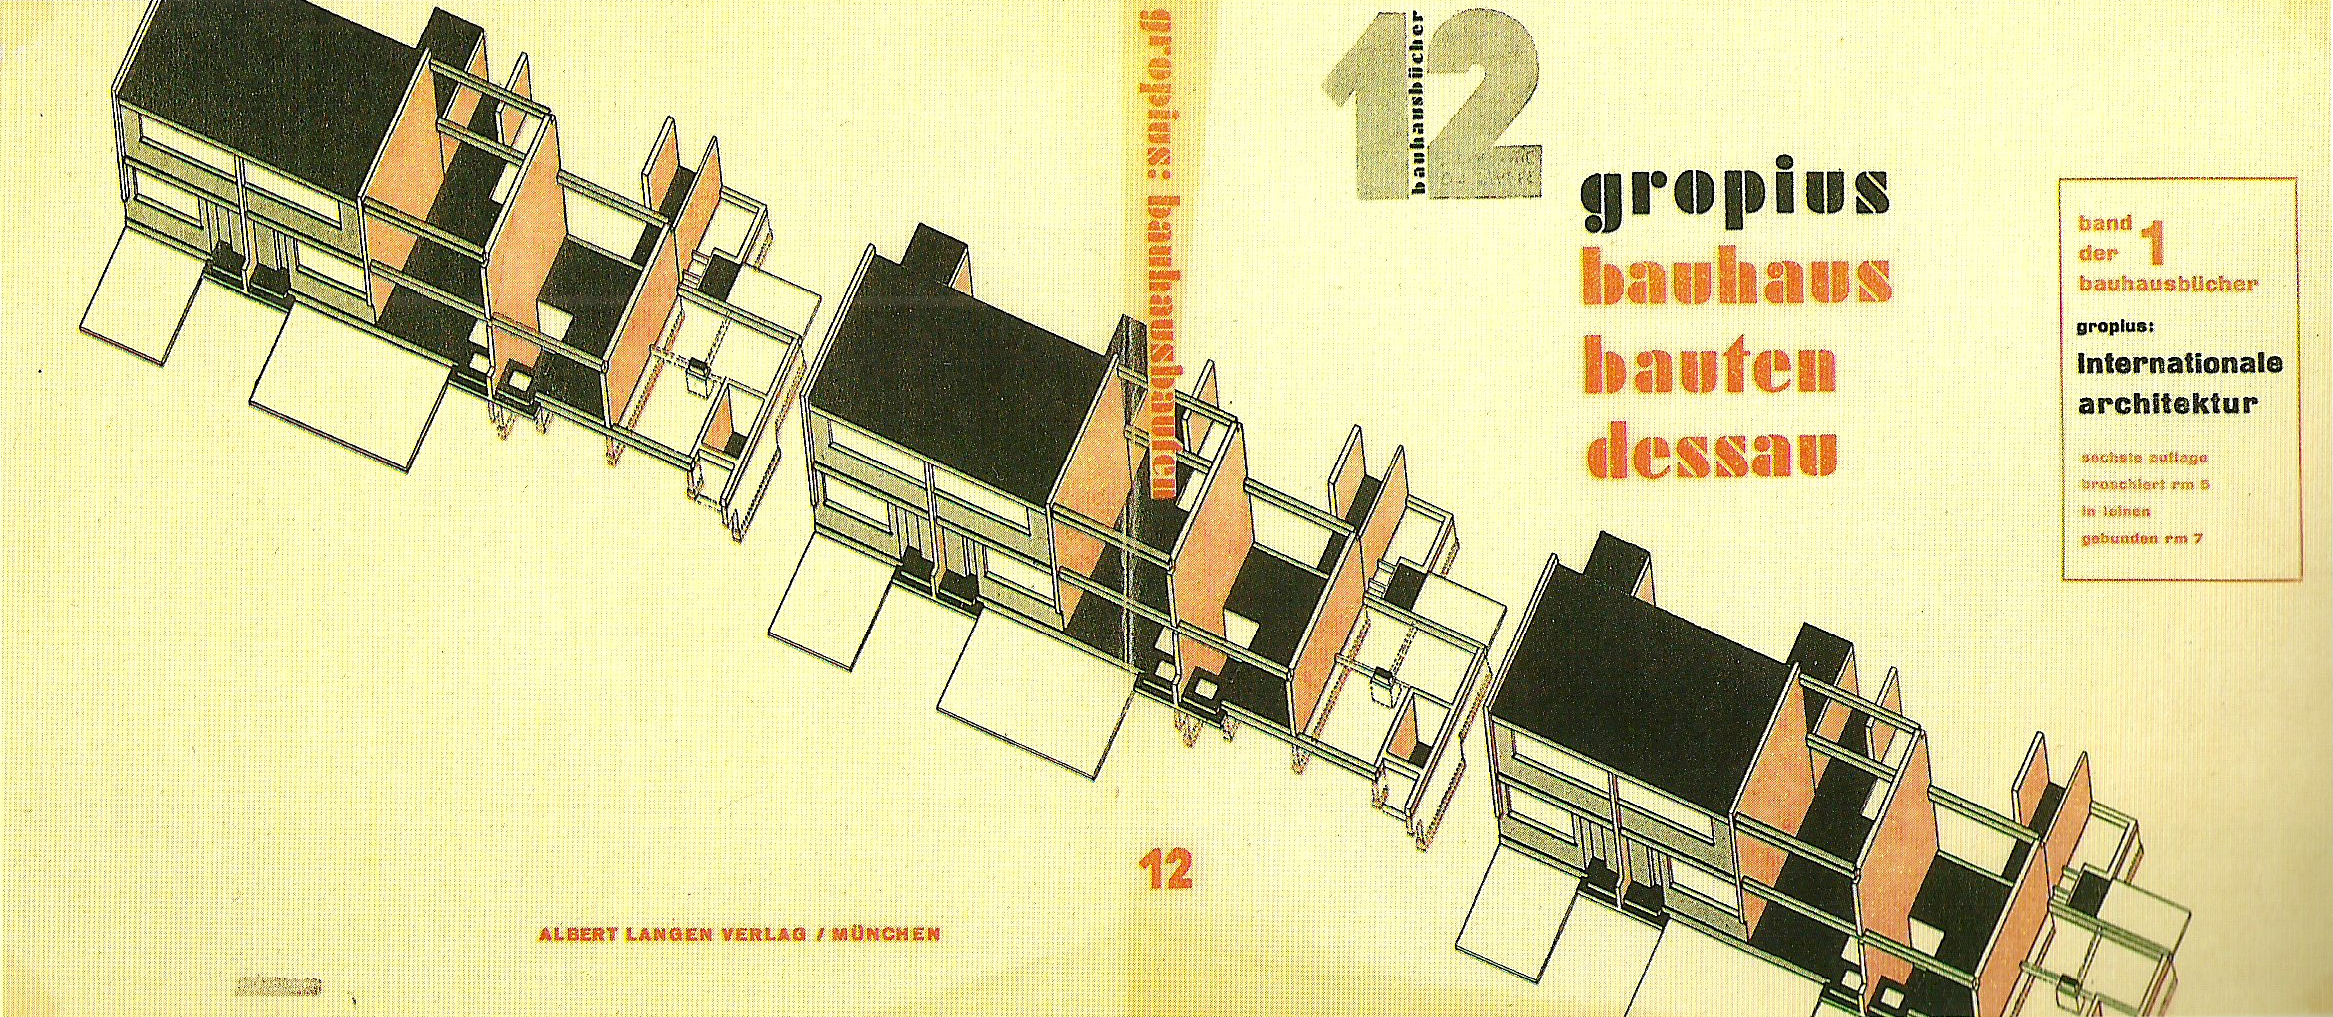 ALBERT LANGEN VERLAG / MÜNCHEN
gropius: bauhausbauten
12
12
bauhausbücher
gropius
bauhaus
bauten
dessau
band 1
der
bauhausbücher
gropius:
internationale
architektur
sechste auflage
broschiert rm 5
in leinen
gebunden rm 7